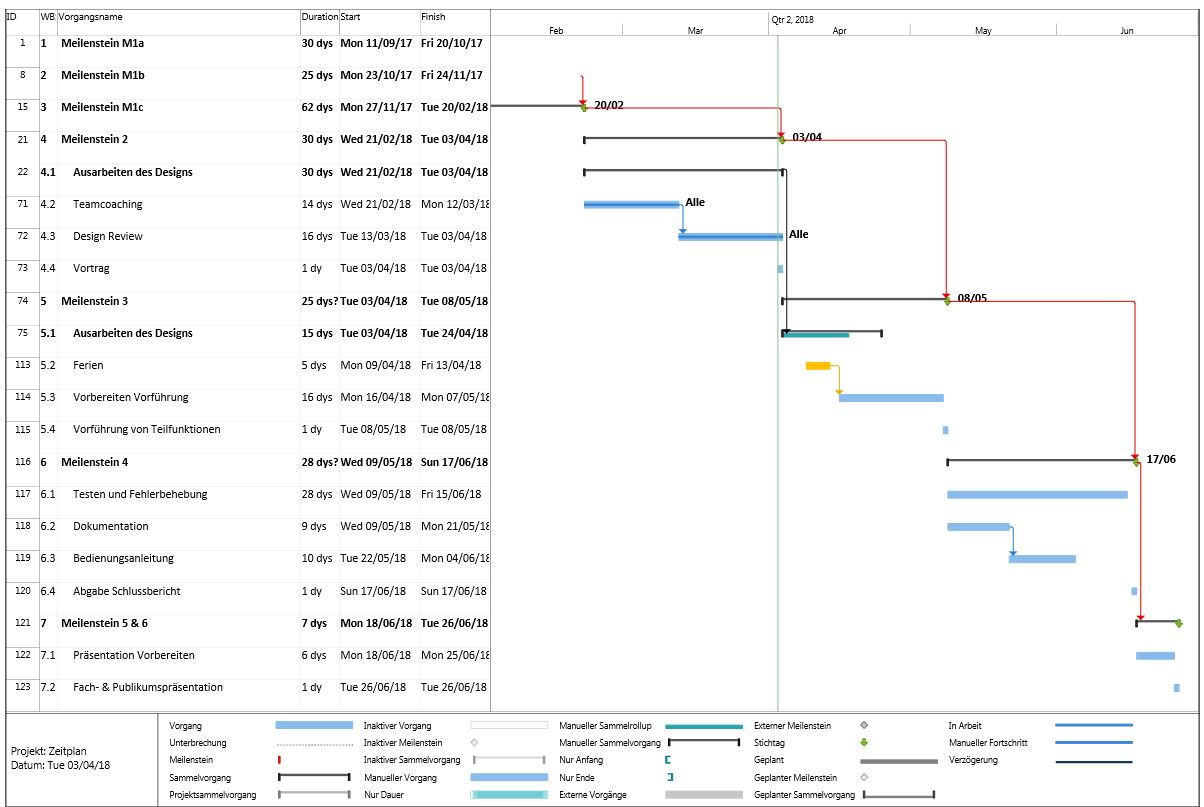 ID WB Vorgangsname Duration Start Finish Qtr 2, 2018
Feb Mar Apr May Jun
1 1 Meilenstein M1a 30 dys Mon 11/09/17 Fri 20/10/17
8 2 Meilenstein M1b 25 dys Mon 23/10/17 Fri 24/11/17
15 3 Meilenstein M1c 62 dys Mon 27/11/17 Tue 20/02/18 20/02
21 4 Meilenstein 2 30 dys Wed 21/02/18 Tue 03/04/18 03/04
22 4.1 Ausarbeiten des Designs 30 dys Wed 21/02/18 Tue 03/04/18
71 4.2 Teamcoaching 14 dys Wed 21/02/18 Mon 12/03/18 Alle
72 4.3 Design Review 16 dys Tue 13/03/18 Tue 03/04/18 Alle
73 4.4 Vortrag 1 dy Tue 03/04/18 Tue 03/04/18
74 5 Meilenstein 3 25 dys? Tue 03/04/18 Tue 08/05/18 08/05
75 5.1 Ausarbeiten des Designs 15 dys Tue 03/04/18 Tue 24/04/18
113 5.2 Ferien 5 dys Mon 09/04/18 Fri 13/04/18
114 5.3 Vorbereiten Vorführung 16 dys Mon 16/04/18 Mon 07/05/18
115 5.4 Vorführung von Teilfunktionen 1 dy Tue 08/05/18 Tue 08/05/18
116 6 Meilenstein 4 28 dys? Wed 09/05/18 Sun 17/06/18 17/06
117 6.1 Testen und Fehlerbehebung 28 dys Wed 09/05/18 Fri 15/06/18
118 6.2 Dokumentation 9 dys Wed 09/05/18 Mon 21/05/18
119 6.3 Bedienungsanleitung 10 dys Tue 22/05/18 Mon 04/06/18
120 6.4 Abgabe Schlussbericht 1 dy Sun 17/06/18 Sun 17/06/18
121 7 Meilenstein 5 & 6 7 dys Mon 18/06/18 Tue 26/06/18
122 7.1 Präsentation Vorbereiten 6 dys Mon 18/06/18 Mon 25/06/18
123 7.2 Fach- & Publikumspräsentation 1 dy Tue 26/06/18 Tue 26/06/18
Projekt: Zeitplan
Datum: Tue 03/04/18
Vorgang Inaktiver Vorgang Manueller Sammelrollup Externer Meilenstein In Arbeit
Unterbrechung Inaktiver Meilenstein Manueller Sammelvorgang Stichtag Manueller Fortschritt
Meilenstein Inaktiver Sammelvorgang Nur Anfang Geplant Verzögerung
Sammelvorgang Manueller Vorgang Nur Ende Geplanter Meilenstein
Projektsammelvorgang Nur Dauer Externe Vorgänge Geplanter Sammelvorgang